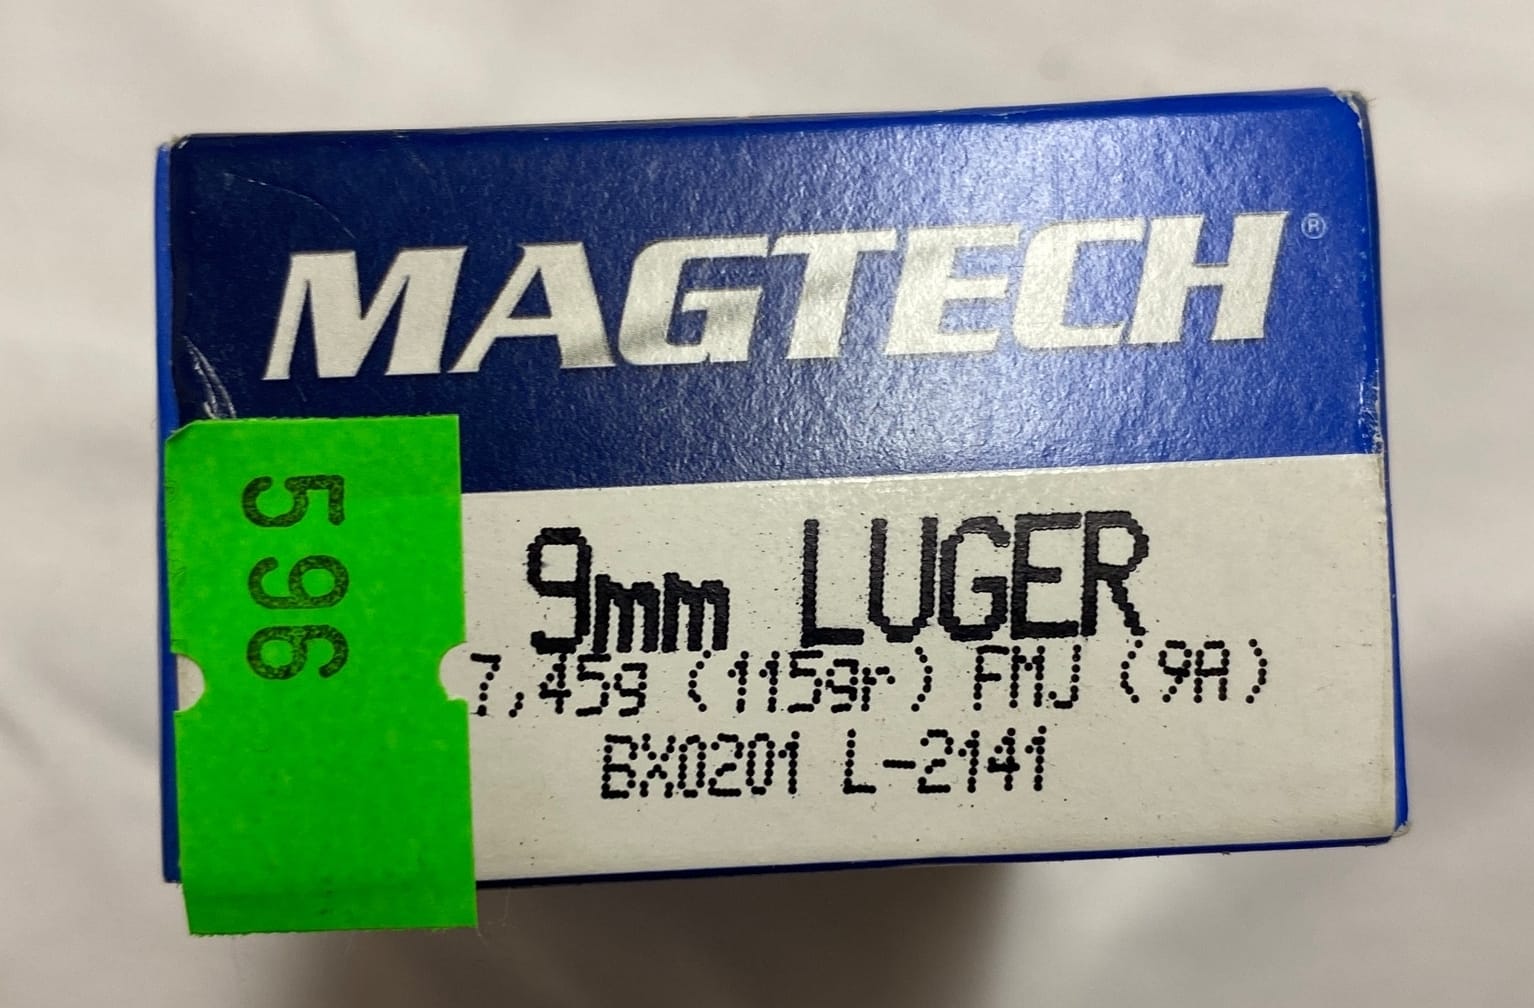 MAGTECH®
596
9mm LUGER
7,45g (115gr) FMJ (9A)
BX0201 L-2141